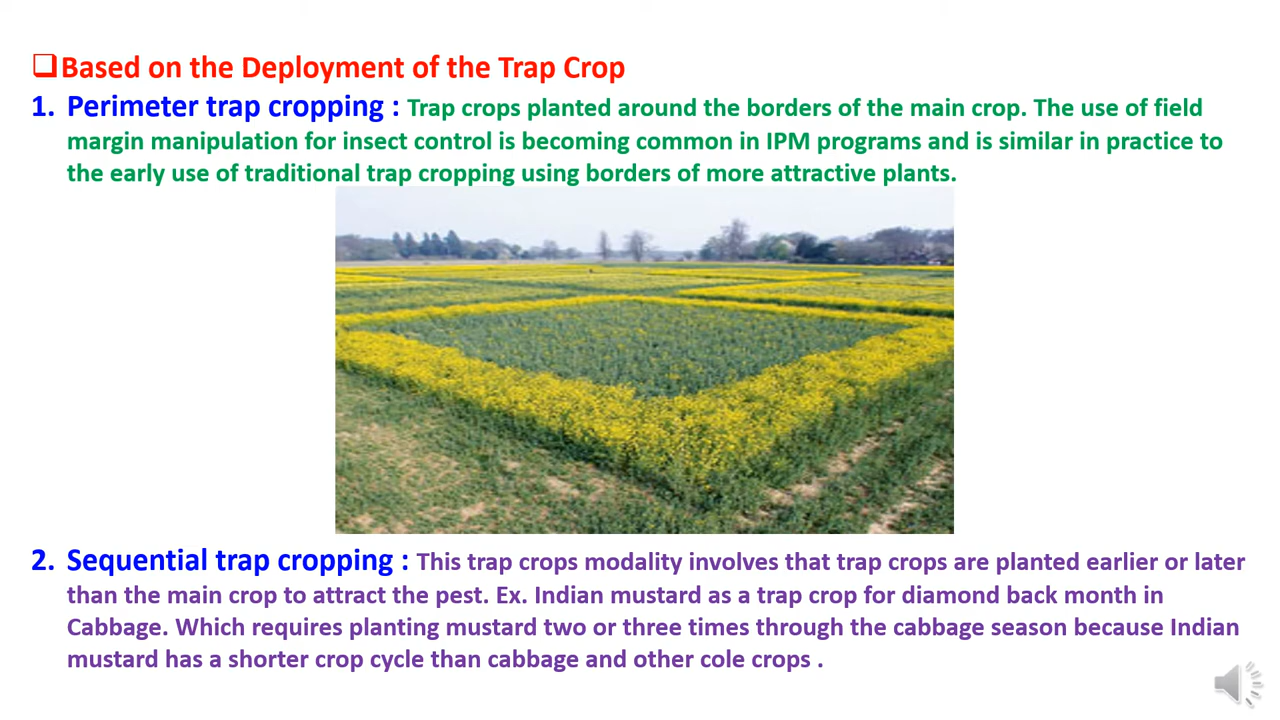 ❑Based on the Deployment of the Trap Crop
1. Perimeter trap cropping : Trap crops planted around the borders of the main crop. The use of field
margin manipulation for insect control is becoming common in IPM programs and is similar in practice to
the early use of traditional trap cropping using borders of more attractive plants.
2. Sequential trap cropping : This trap crops modality involves that trap crops are planted earlier or later
than the main crop to attract the pest. Ex. Indian mustard as a trap crop for diamond back month in
Cabbage. Which requires planting mustard two or three times through the cabbage season because Indian
mustard has a shorter crop cycle than cabbage and other cole crops .